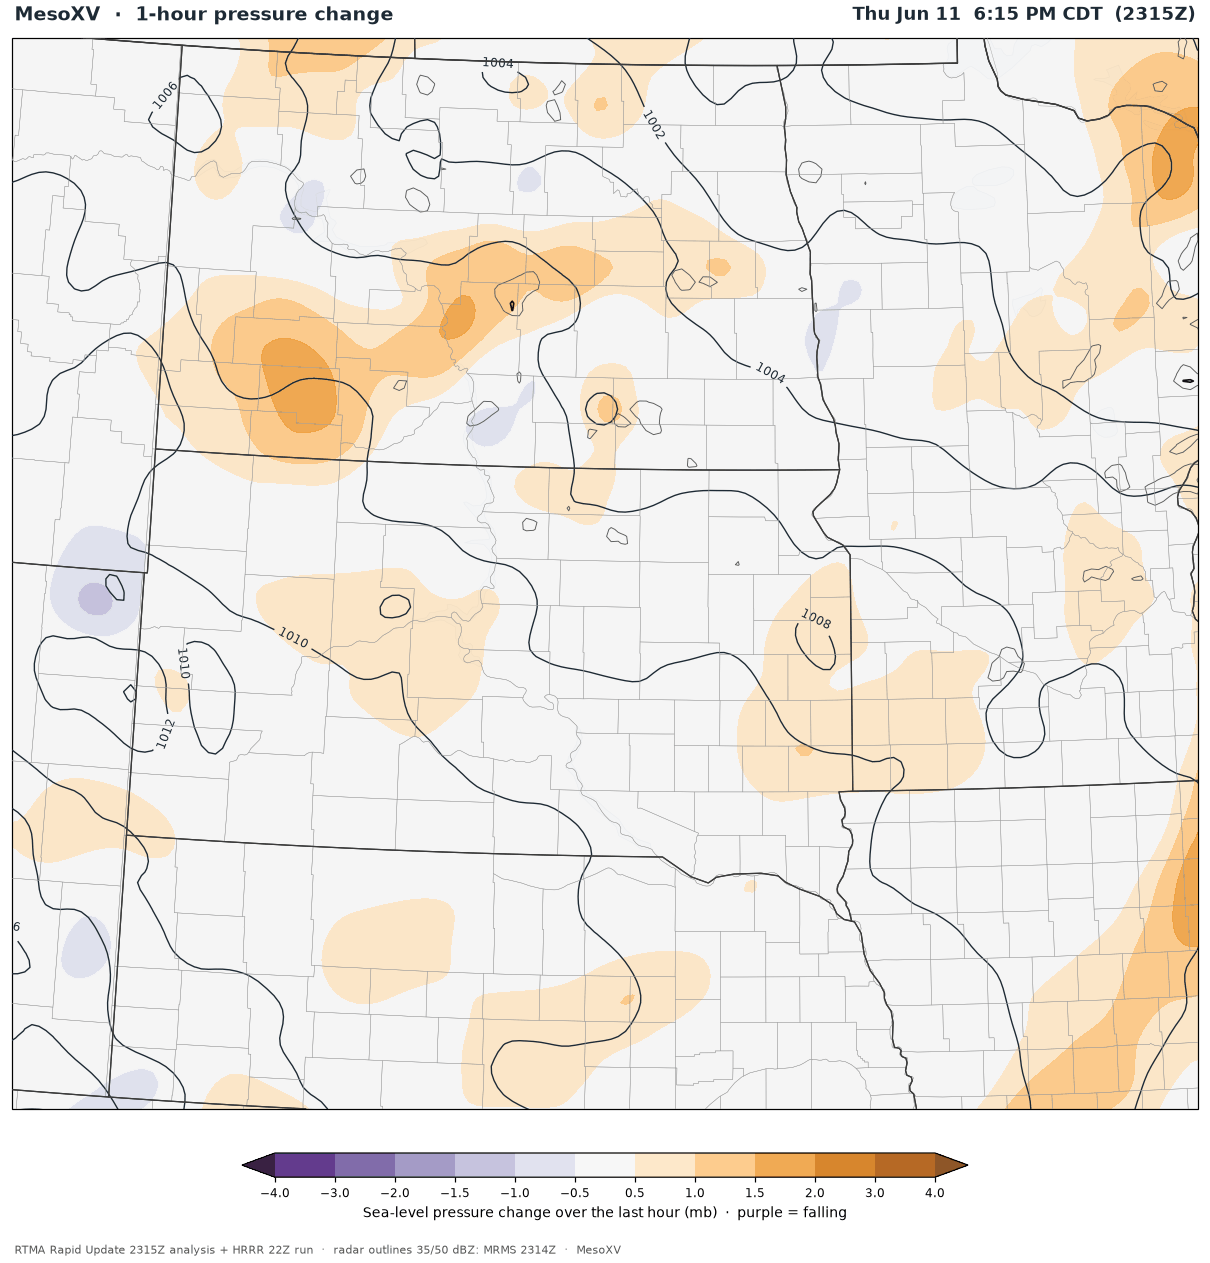 MesoXV · 1-hour pressure change
Thu Jun 11 6:15 PM CDT (2315Z)
1004
1006
1002
1004
1008
1010
1010
1012
6
−4.0 −3.0 −2.0 −1.5 −1.0 −0.5 0.5 1.0 1.5 2.0 3.0 4.0
Sea-level pressure change over the last hour (mb) · purple = falling
RTMA Rapid Update 2315Z analysis + HRRR 22Z run · radar outlines 35/50 dBZ: MRMS 2314Z · MesoXV